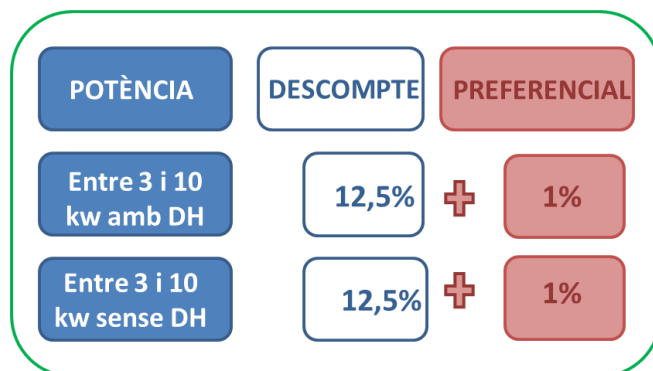 POTÈNCIA DESCOMPTE PREFERENCIAL
Entre 3 i 10
kw amb DH
12,5% + 1%
Entre 3 i 10
kw sense DH
12,5% + 1%